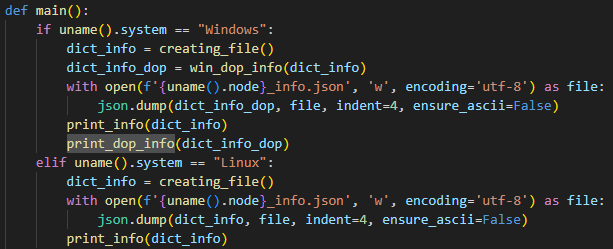 def main():
    if uname().system == "Windows":
        dict_info = creating_file()
        dict_info_dop = win_dop_info(dict_info)
        with open(f'{uname().node}_info.json', 'w', encoding='utf-8') as file:
            json.dump(dict_info_dop, file, indent=4, ensure_ascii=False)
        print_info(dict_info)
        print_dop_info(dict_info_dop)
    elif uname().system == "Linux":
        dict_info = creating_file()
        with open(f'{uname().node}_info.json', 'w', encoding='utf-8') as file:
            json.dump(dict_info, file, indent=4, ensure_ascii=False)
        print_info(dict_info)